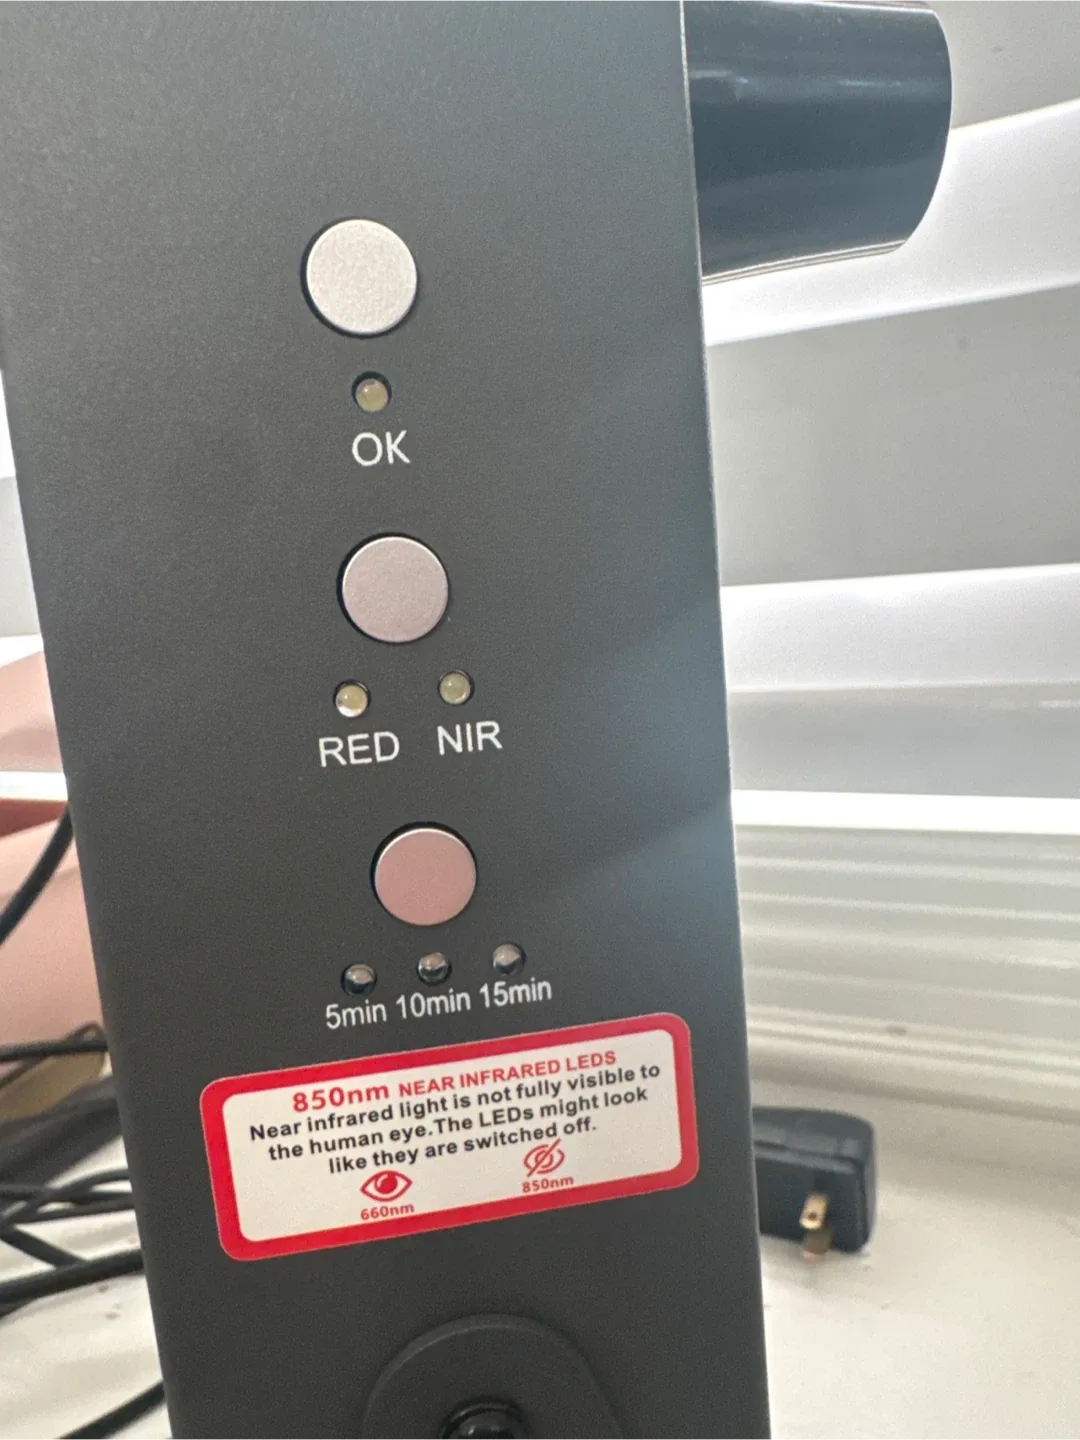 OK
RED NIR
5min 10min 15min
850nm NEAR INFRARED LEDS
Near infrared light is not fully visible to
the human eye.The LEDs might look
like they are switched off.
660nm 850nm